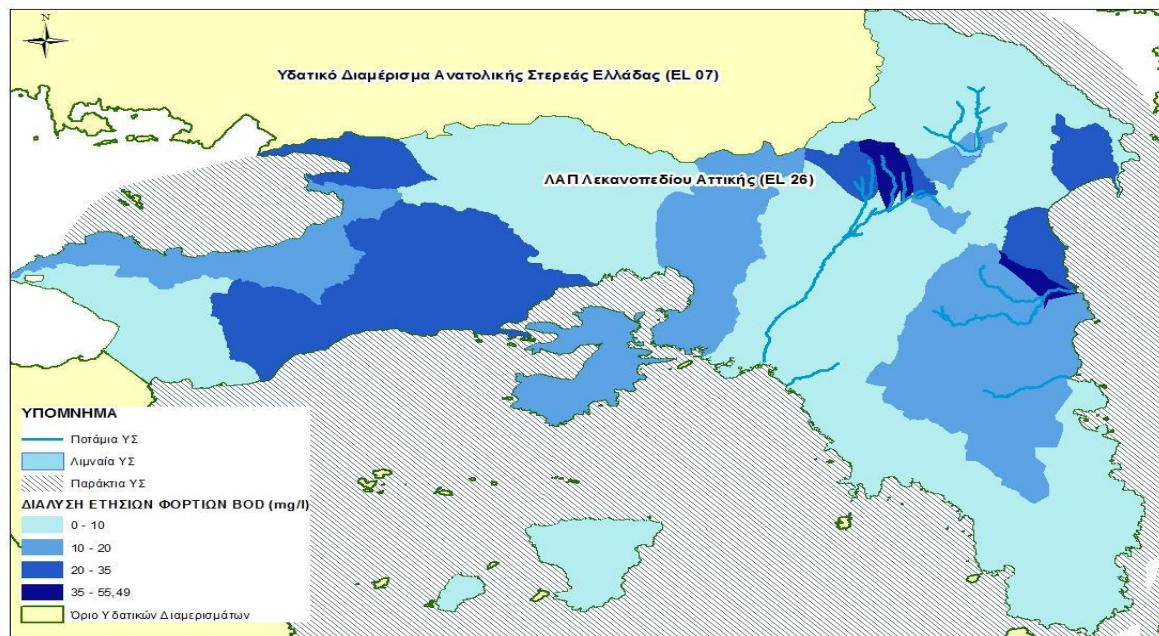 N
Υδατικό Διαμέρισμα Ανατολικής Στερεάς Ελλάδας (EL 07)
ΛΑΠ Λεκανοπεδίου Αττικής (EL 26)
ΥΠΟΜΝΗΜΑ
Ποτάμια ΥΣ
Λιμναία ΥΣ
Παράκτια ΥΣ
ΔΙΑΛΥΣΗ ΕΤΗΣΙΩΝ ΦΟΡΤΙΩΝ BOD (mg/l)
0 - 10
10 - 20
20 - 35
35 - 55,49
Όριο Υδατικών Διαμερισμάτων